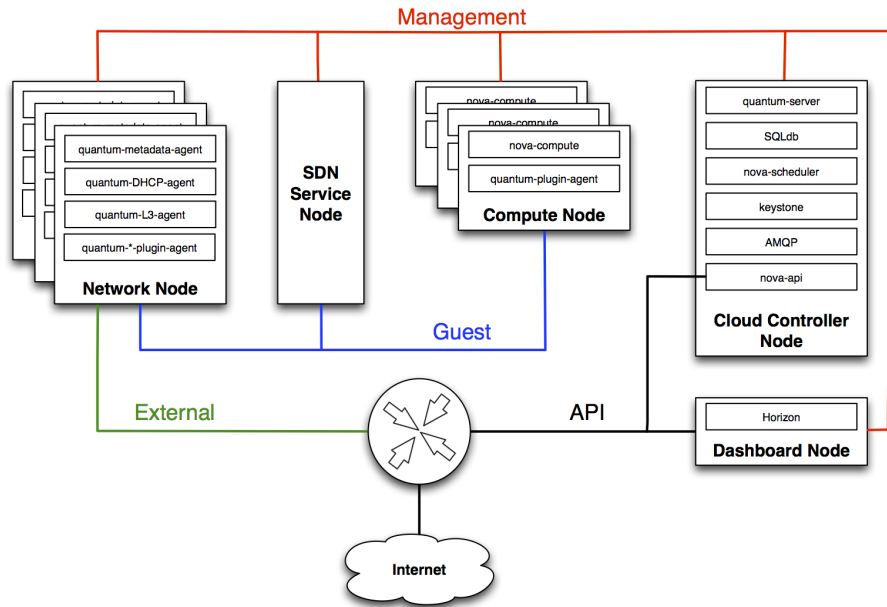 Management
quantum-metadata-agent
quantum-DHCP-agent
quantum-L3-agent
quantum-*-plugin-agent
Network Node
SDN
Service
Node
nova-compute
nova-compute
nova-compute
quantum-plugin-agent
Compute Node
quantum-server
SQLdb
nova-scheduler
keystone
AMQP
nova-api
Cloud Controller
Node
Guest
External
API
Horizon
Dashboard Node
Internet